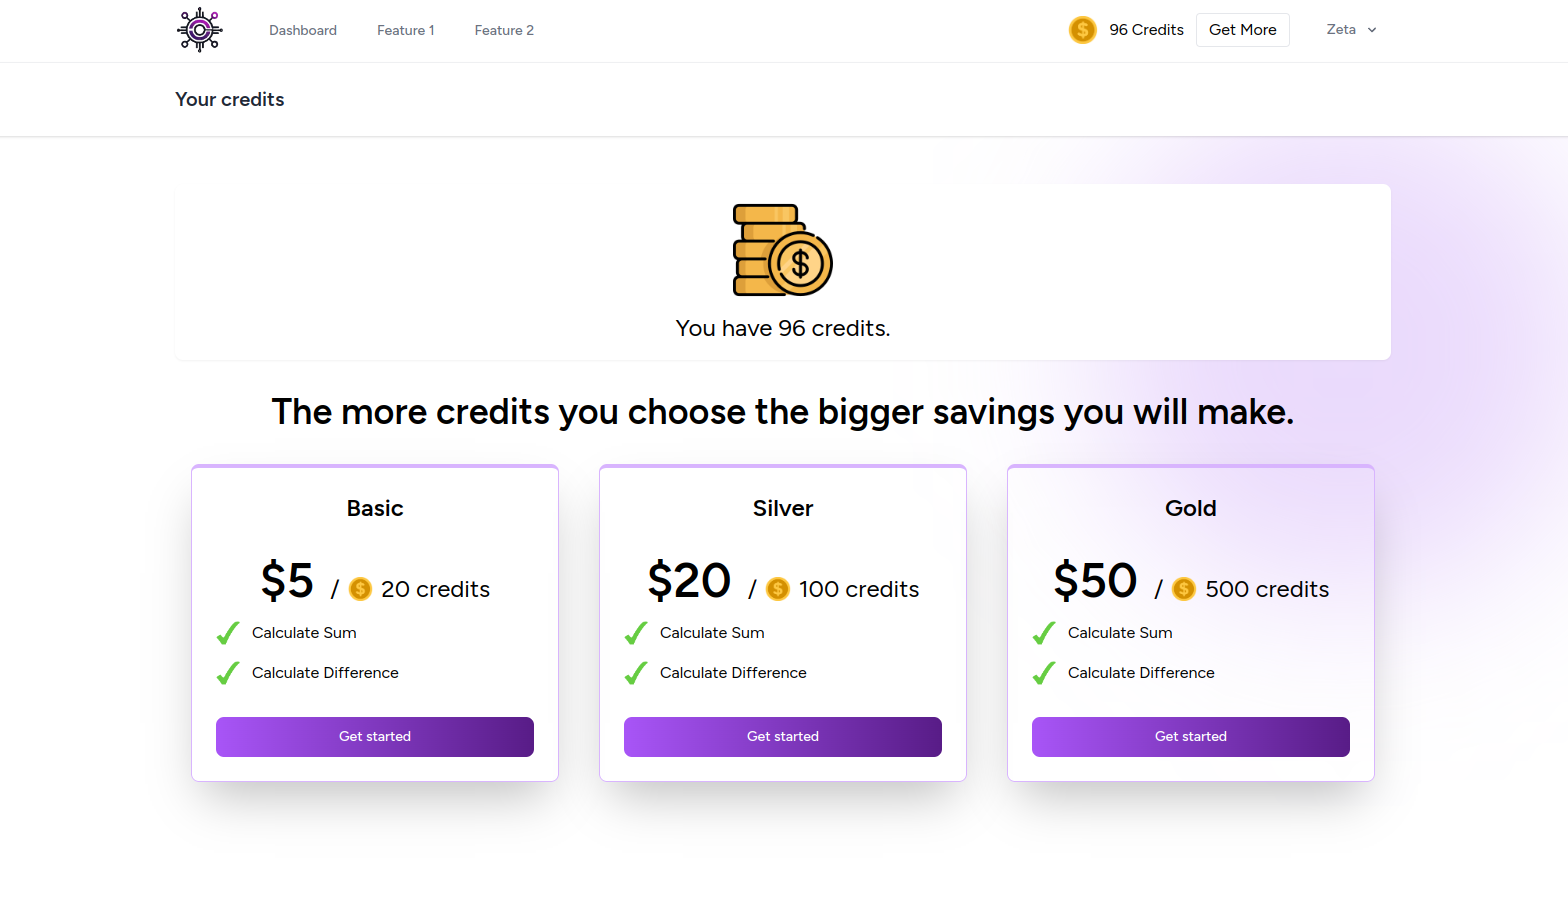 Dashboard Feature 1 Feature 2 96 Credits Get More Zeta
Your credits
You have 96 credits.
The more credits you choose the bigger savings you will make.
Basic
$5 / 20 credits
Calculate Sum
Calculate Difference
Get started
Silver
$20 / 100 credits
Calculate Sum
Calculate Difference
Get started
Gold
$50 / 500 credits
Calculate Sum
Calculate Difference
Get started